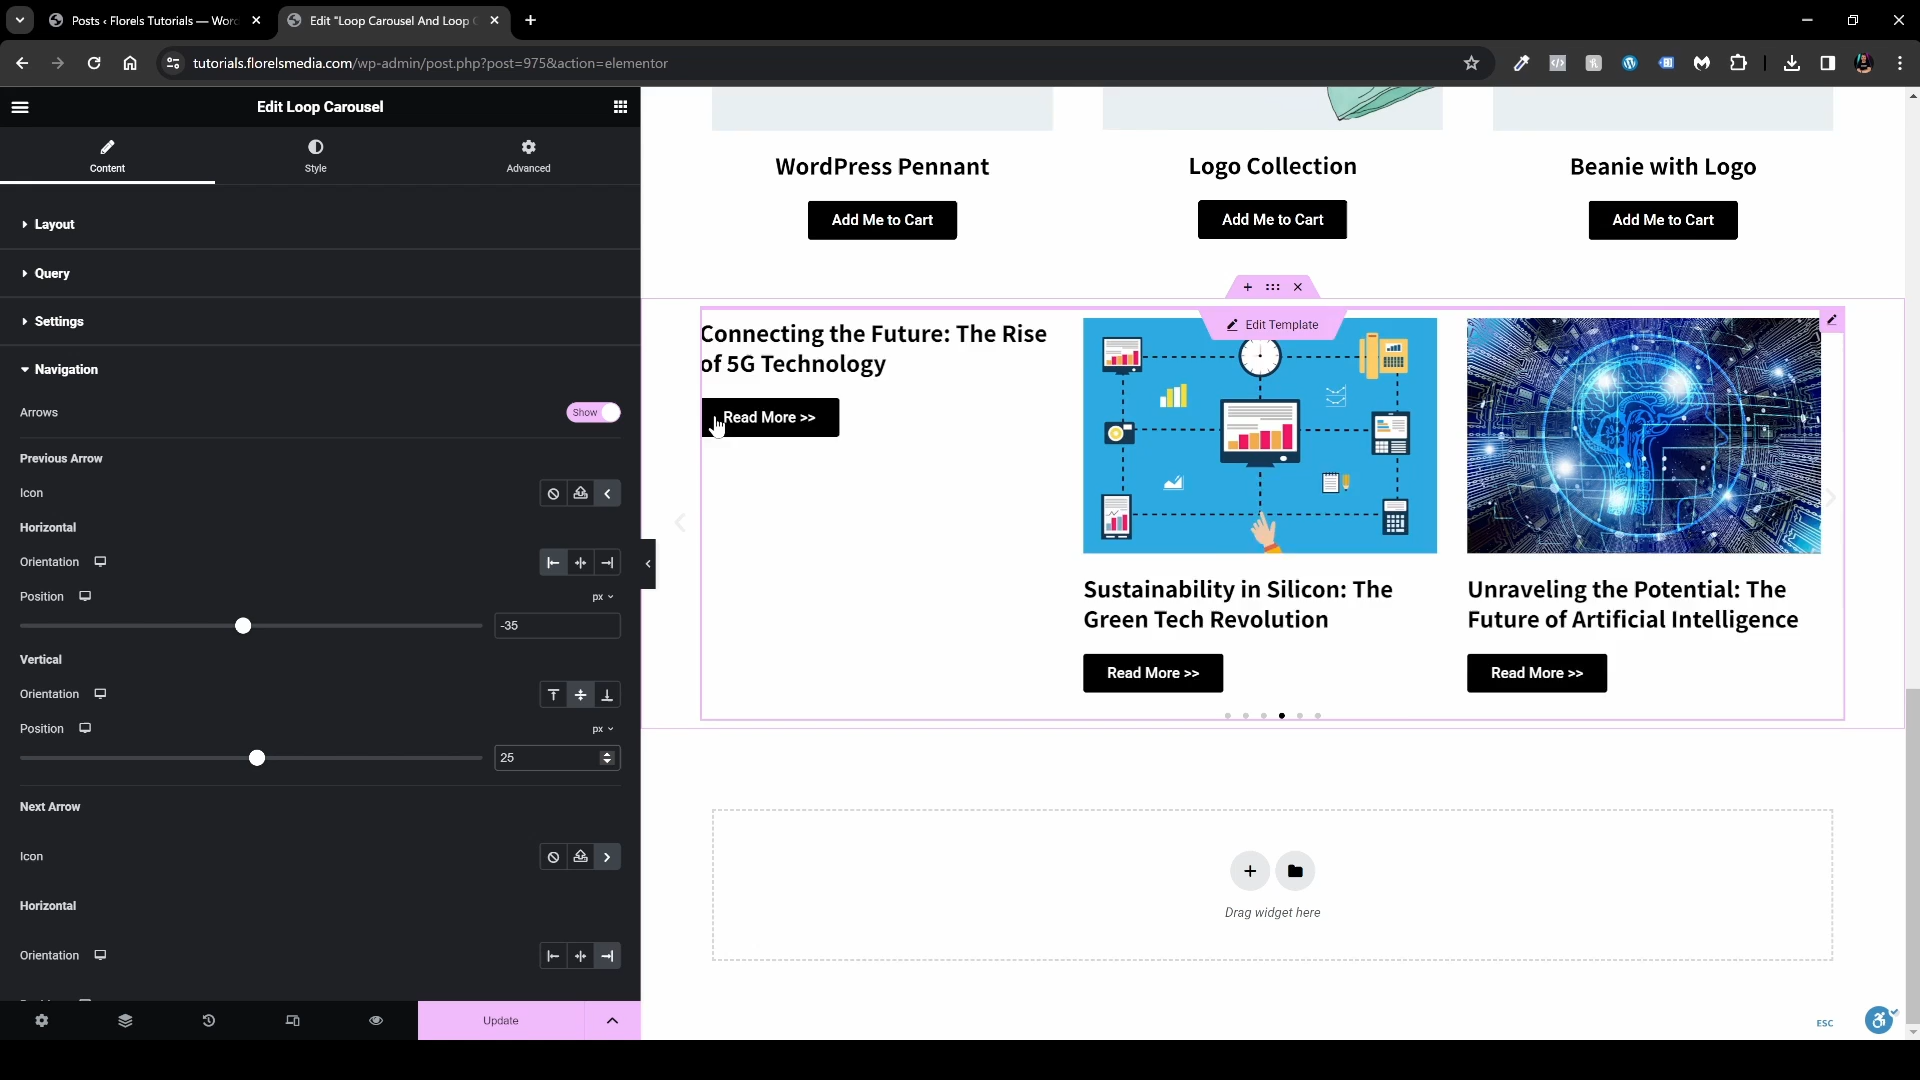 Posts ‹ Florels Tutorials — Wor
Edit "Loop Carousel And Loop
tutorials.florelsmedia.com/wp-admin/post.php?post=975&action=elementor
Edit Loop Carousel
Content
Style
Advanced
Layout
Query
Settings
Navigation
Arrows
Show
Previous Arrow
Icon
Horizontal
Orientation
Position
px
-35
Vertical
Orientation
Position
px
25
Next Arrow
Icon
Horizontal
Orientation
Update
WordPress Pennant
Logo Collection
Beanie with Logo
Add Me to Cart
Add Me to Cart
Add Me to Cart
Edit Template
Connecting the Future: The Rise
of 5G Technology
Read More >>
Sustainability in Silicon: The
Green Tech Revolution
Read More >>
Unraveling the Potential: The
Future of Artificial Intelligence
Read More >>
Drag widget here
ESC